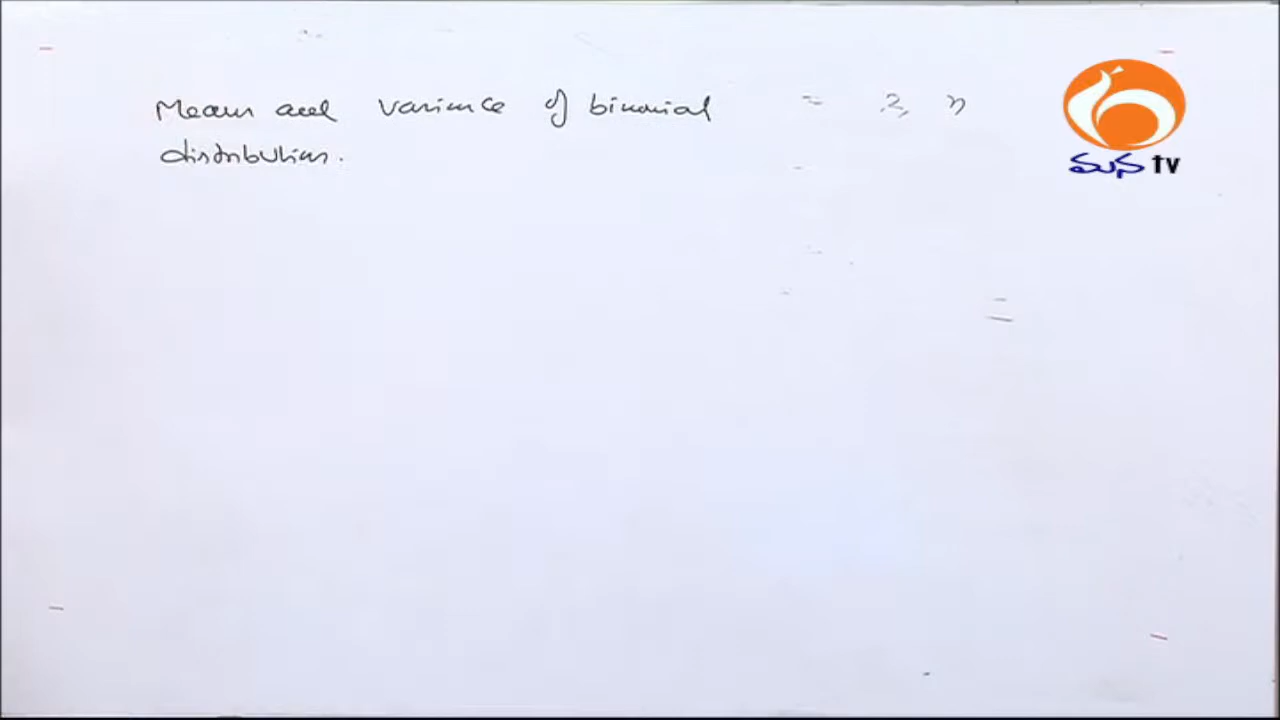 Mean and variance of binomial
distribution.
మన tv